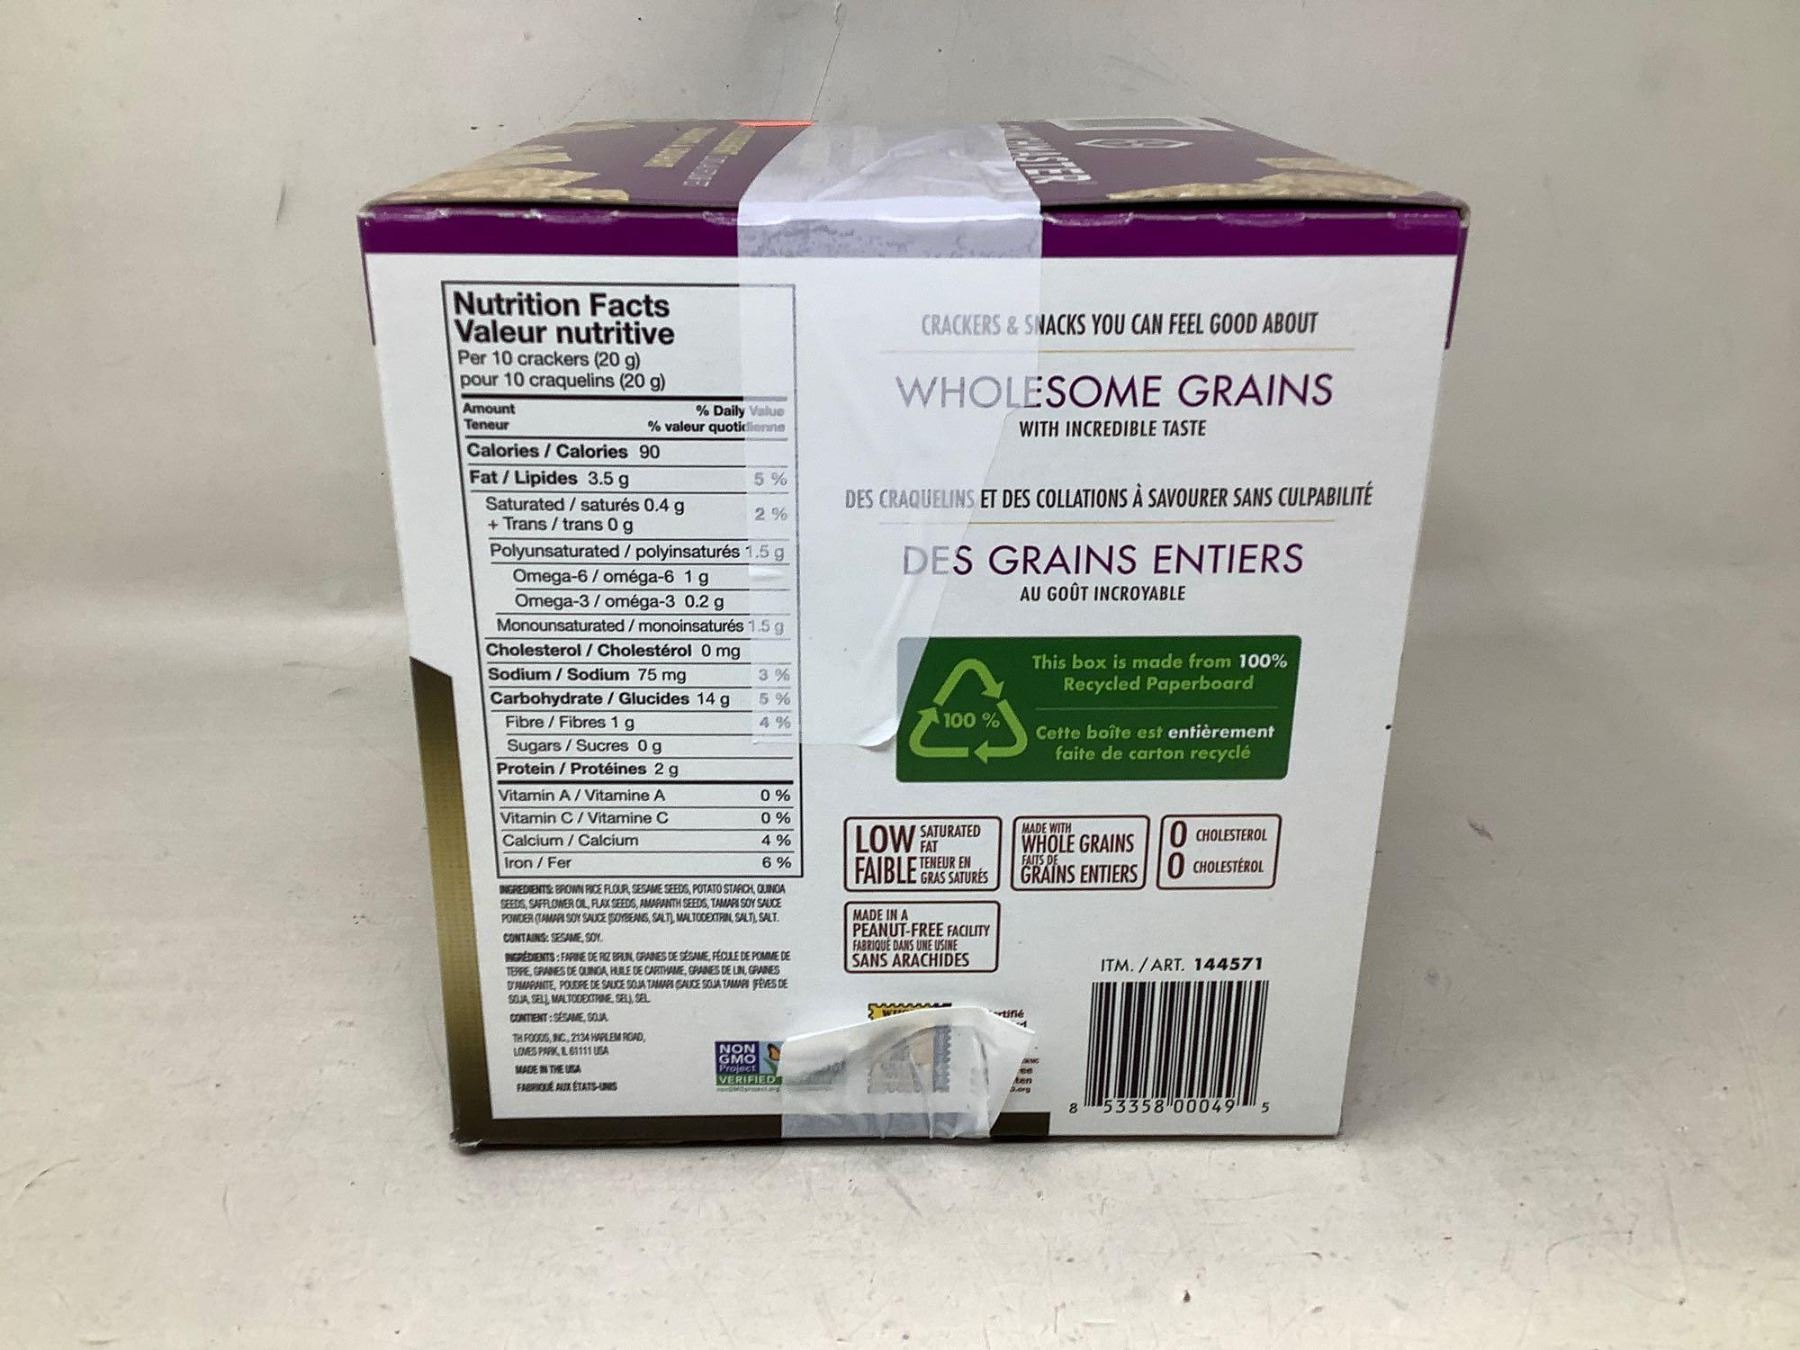 Nutrition Facts
Valeur nutritive
Per 10 crackers (20 g)
pour 10 craquelins (20 g)
Amount % Daily Value
Teneur % valeur quotidienne
Calories / Calories 90
Fat / Lipides 3.5 g 5 %
Saturated / saturés 0.4 g
+ Trans / trans 0 g 2 %
Polyunsaturated / polyinsaturés 1.5 g
Omega-6 / oméga-6 1 g
Omega-3 / oméga-3 0.2 g
Monounsaturated / monoinsaturés 1.5 g
Cholesterol / Cholestérol 0 mg
Sodium / Sodium 75 mg 3 %
Carbohydrate / Glucides 14 g 5 %
Fibre / Fibres 1 g 4 %
Sugars / Sucres 0 g
Protein / Protéines 2 g
Vitamin A / Vitamine A 0 %
Vitamin C / Vitamine C 0 %
Calcium / Calcium 4 %
Iron / Fer 6 %
INGREDIENTS: BROWN RICE FLOUR, SESAME SEEDS, POTATO STARCH, QUINOA
SEEDS, SAFFLOWER OIL, FLAX SEEDS, AMARANTH SEEDS, TAMARI SOY SAUCE
POWDER (TAMARI SOY SAUCE [SOYBEANS, SALT], MALTODEXTRIN, SALT), SALT.
CONTAINS: SESAME, SOY.
INGRÉDIENTS : FARINE DE RIZ BRUN, GRAINES DE SÉSAME, FÉCULE DE POMME DE
TERRE, GRAINES DE QUINOA, HUILE DE CARTHAME, GRAINES DE LIN, GRAINES
D'AMARANTE, POUDRE DE SAUCE SOJA TAMARI (SAUCE SOJA TAMARI [FÈVES DE
SOJA, SEL], MALTODEXTRINE, SEL), SEL.
CONTIENT : SÉSAME, SOJA.
TH FOODS, INC., 2134 HARLEM ROAD,
LOVES PARK, IL 61111 USA
MADE IN THE USA
FABRIQUÉ AUX ÉTATS-UNIS
NON
GMO
Project
VERIFIED
CRACKERS & SNACKS YOU CAN FEEL GOOD ABOUT
WHOLESOME GRAINS
WITH INCREDIBLE TASTE
DES CRAQUELINS ET DES COLLATIONS À SAVOURER SANS CULPABILITÉ
DES GRAINS ENTIERS
AU GOÛT INCROYABLE
100 %
This box is made from 100%
Recycled Paperboard
Cette boîte est entièrement
faite de carton recyclé
LOW SATURATED FAT
FAIBLE TENEUR EN GRAS SATURÉS
MADE WITH
WHOLE GRAINS
FAITS DE
GRAINS ENTIERS
0 CHOLESTEROL
0 CHOLESTÉROL
MADE IN A
PEANUT-FREE FACILITY
FABRIQUÉ DANS UNE USINE
SANS ARACHIDES
ITM. / ART. 144571
8 53358 00049 5